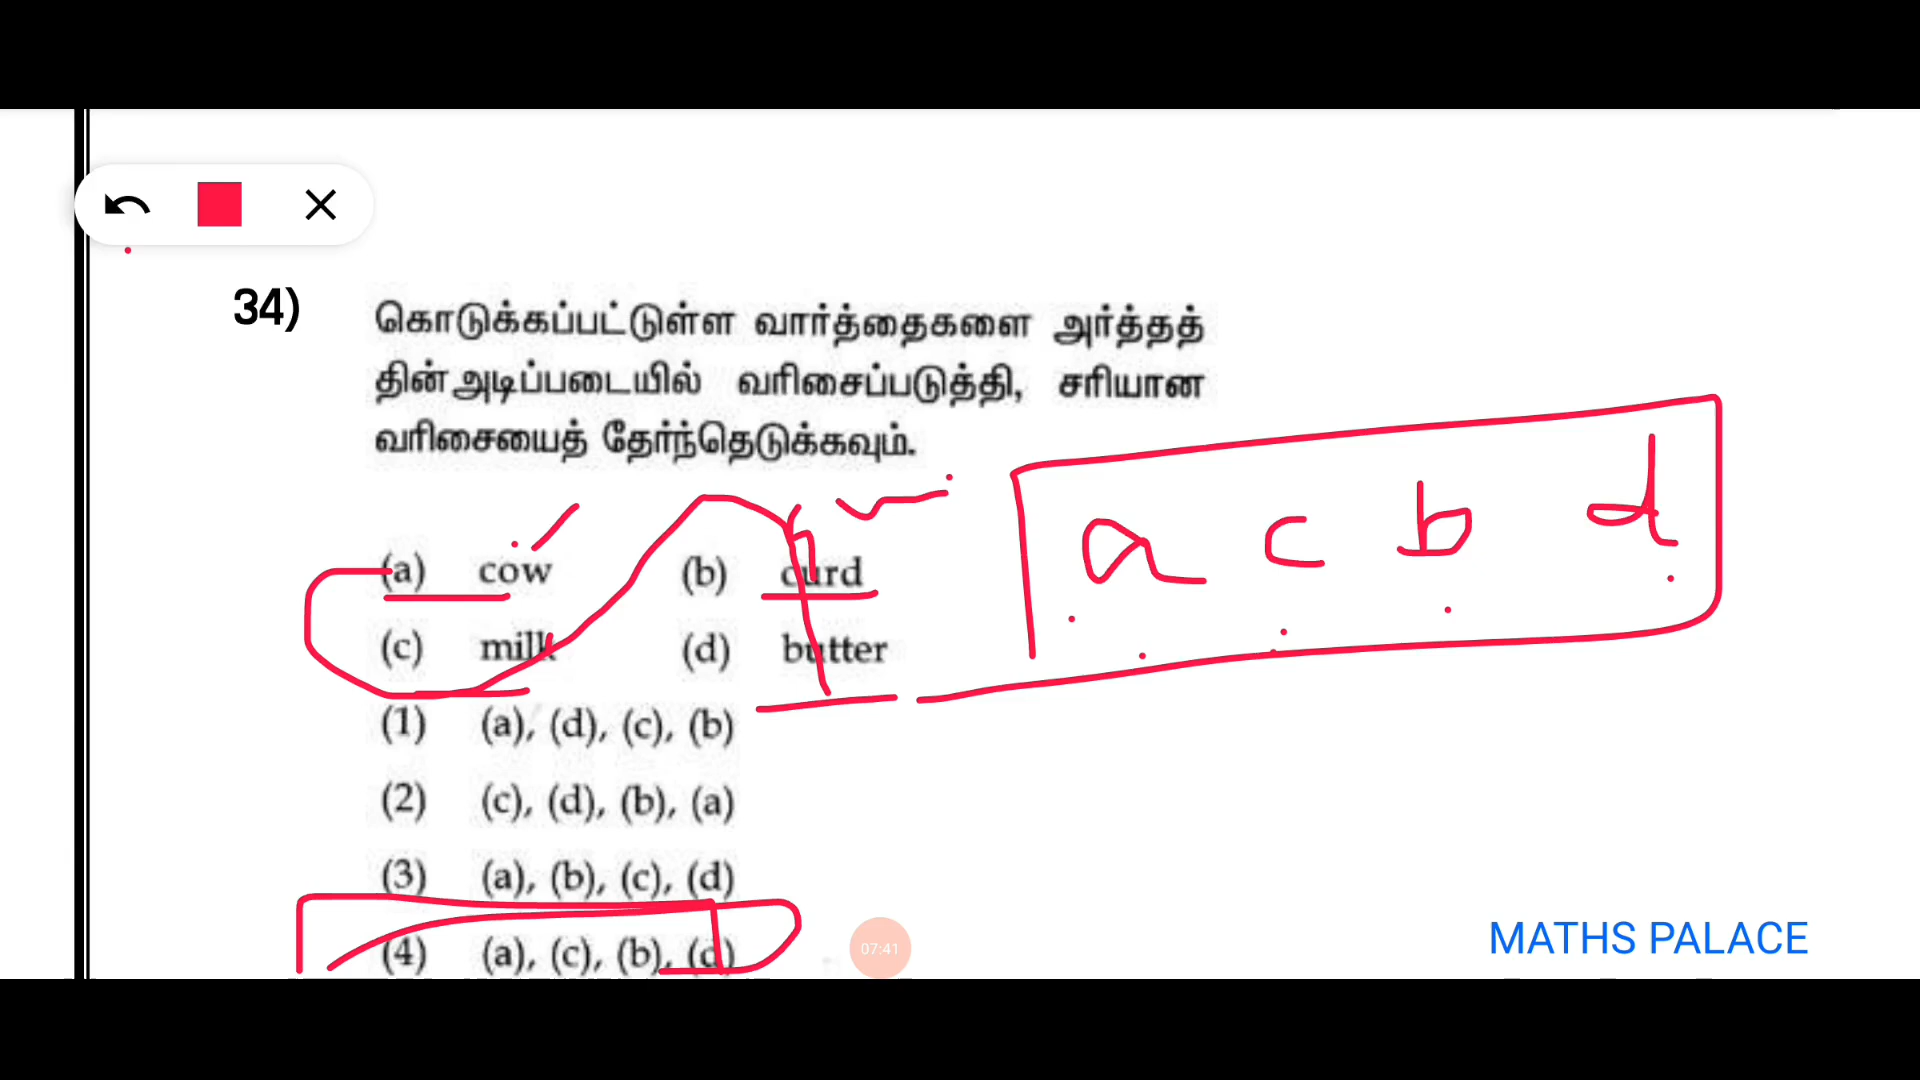 34) கொடுக்கப்பட்டுள்ள வார்த்தைகளை அர்த்தத்
தின் அடிப்படையில் வரிசைப்படுத்தி, சரியான
வரிசையைத் தேர்ந்தெடுக்கவும்.
a c b d
(a) cow (b) curd
(c) milk (d) butter
(1) (a), (d), (c), (b)
(2) (c), (d), (b), (a)
(3) (a), (b), (c), (d)
(4) (a), (c), (b), (d)
07:41
MATHS PALACE